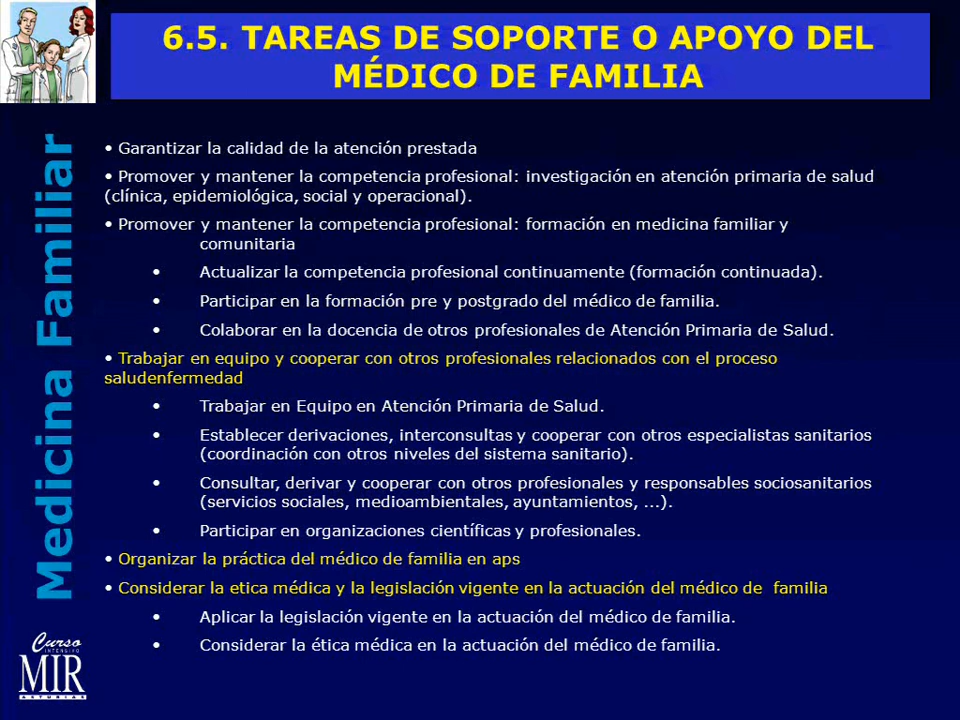 6.5. TAREAS DE SOPORTE O APOYO DEL
MÉDICO DE FAMILIA
Medicina Familiar
• Garantizar la calidad de la atención prestada
• Promover y mantener la competencia profesional: investigación en atención primaria de salud
(clínica, epidemiológica, social y operacional).
• Promover y mantener la competencia profesional: formación en medicina familiar y
comunitaria
• Actualizar la competencia profesional continuamente (formación continuada).
• Participar en la formación pre y postgrado del médico de familia.
• Colaborar en la docencia de otros profesionales de Atención Primaria de Salud.
• Trabajar en equipo y cooperar con otros profesionales relacionados con el proceso
saludenfermedad
• Trabajar en Equipo en Atención Primaria de Salud.
• Establecer derivaciones, interconsultas y cooperar con otros especialistas sanitarios
(coordinación con otros niveles del sistema sanitario).
• Consultar, derivar y cooperar con otros profesionales y responsables sociosanitarios
(servicios sociales, medioambientales, ayuntamientos, ...).
• Participar en organizaciones científicas y profesionales.
• Organizar la práctica del médico de familia en aps
• Considerar la etica médica y la legislación vigente en la actuación del médico de familia
• Aplicar la legislación vigente en la actuación del médico de familia.
• Considerar la ética médica en la actuación del médico de familia.
Curso
INTENSIVO
MIR
ASTURIAS